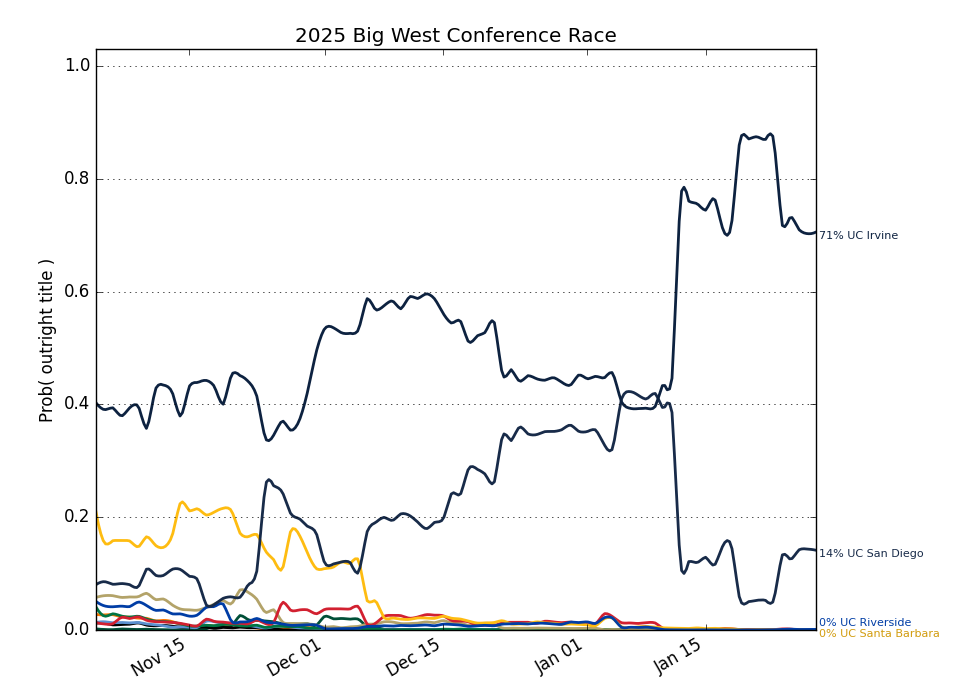 2025 Big West Conference Race
Prob( outright title )
1.0
0.8
0.6
0.4
0.2
0.0
Nov 15
Dec 01
Dec 15
Jan 01
Jan 15
71% UC Irvine
14% UC San Diego
0% UC Riverside
0% UC Santa Barbara